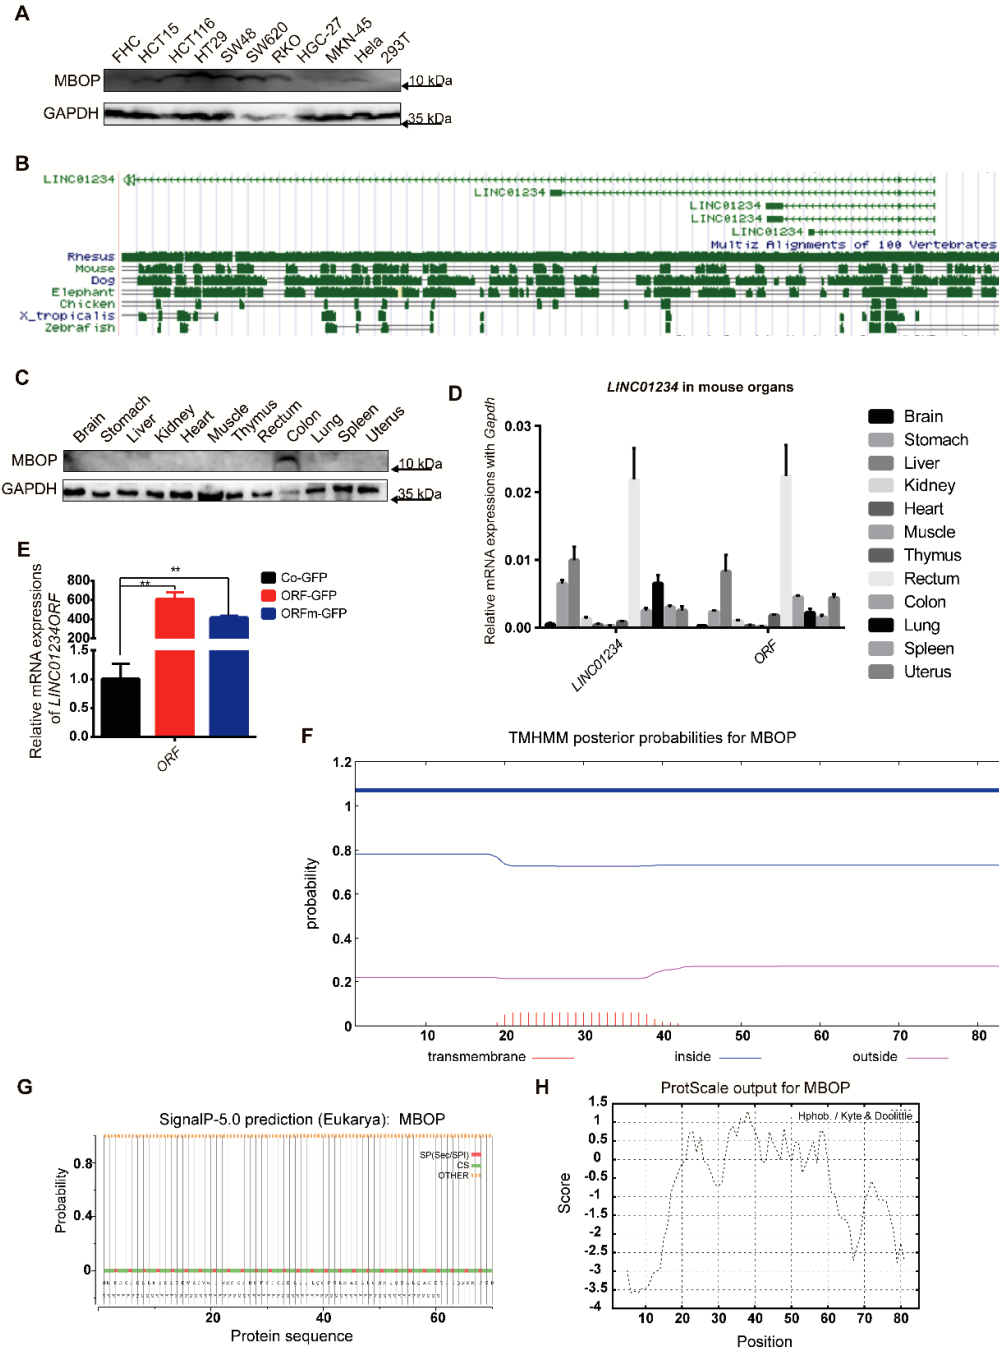 A
FHC
HCT15
HCT116
HT29
SW48
SW620
RKO
HGC-27
MKN-45
Hela
293T
MBOP
10 kDa
GAPDH
35 kDa
B
LINC01234
LINC01234
LINC01234
LINC01234
LINC01234
Multiz Alignments of 100 Vertebrates
Rhesus
Mouse
Dog
Elephant
Chicken
X_tropicalis
Zebrafish
C
Brain
Stomach
Liver
Kidney
Heart
Muscle
Thymus
Rectum
Colon
Lung
Spleen
Uterus
MBOP
10 kDa
GAPDH
35 kDa
D
LINC01234 in mouse organs
Relative mRNA expressions with Gapdh
0.03
0.02
0.01
0.00
LINC01234
ORF
Brain
Stomach
Liver
Kidney
Heart
Muscle
Thymus
Rectum
Colon
Lung
Spleen
Uterus
E
Relative mRNA expressions
of LINC01234ORF
800
600
400
200
1.5
1.0
0.5
0.0
**
**
ORF
Co-GFP
ORF-GFP
ORFm-GFP
F
TMHMM posterior probabilities for MBOP
probability
1.2
1
0.8
0.6
0.4
0.2
0
10 20 30 40 50 60 70 80
transmembrane inside outside
G
SignalP-5.0 prediction (Eukarya): MBOP
Probability
0.8
0.4
0
SP(Sec/SPI)
CS
OTHER
20 40 60
Protein sequence
H
ProtScale output for MBOP
Hphob. / Kyte & Doolittle
Score
1.5
1
0.5
0
-0.5
-1
-1.5
-2
-2.5
-3
-3.5
-4
10 20 30 40 50 60 70 80
Position